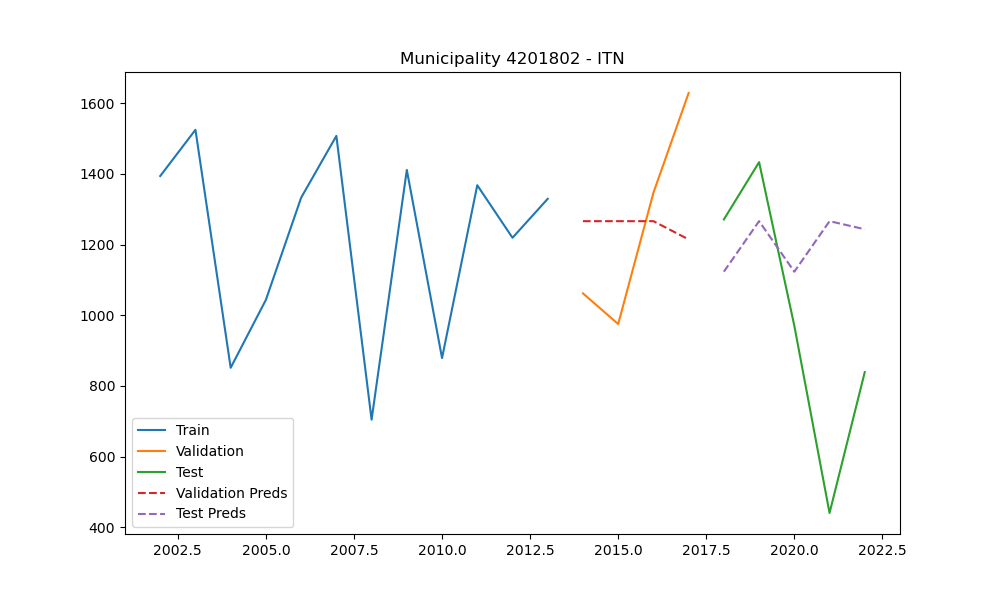 Municipality 4201802 - ITN
1600
1400
1200
1000
800
600
400
Train
Validation
Test
Validation Preds
Test Preds
2002.5 2005.0 2007.5 2010.0 2012.5 2015.0 2017.5 2020.0 2022.5